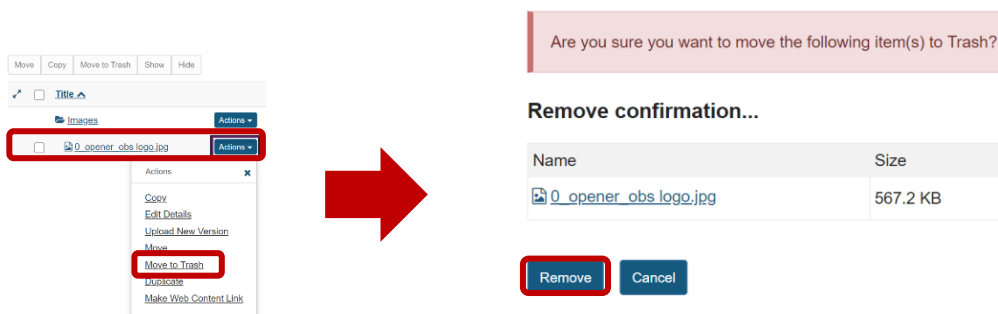 Move Copy Move to Trash Show Hide
Title
Images Actions
0_opener_obs logo.jpg Actions
Actions x
Copy
Edit Details
Upload New Version
Move
Move to Trash
Duplicate
Make Web Content Link
Are you sure you want to move the following item(s) to Trash?
Remove confirmation...
Name Size
0_opener_obs logo.jpg 567.2 KB
Remove Cancel